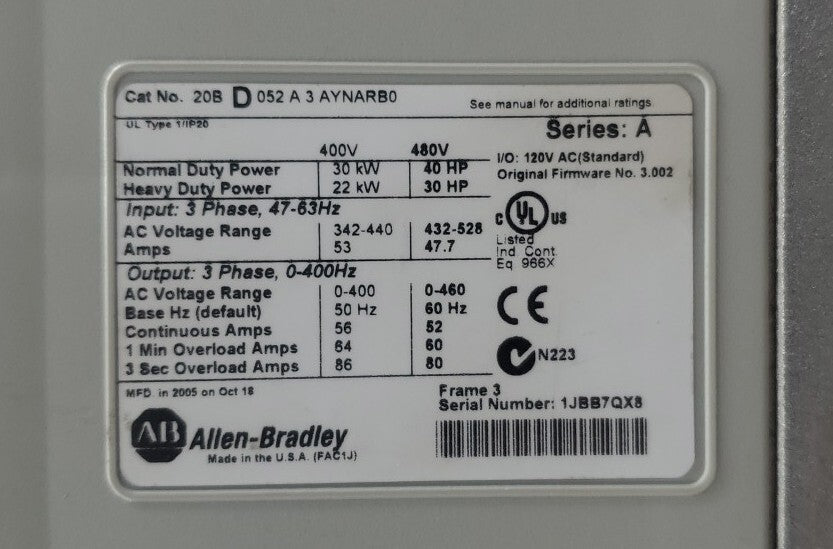 Cat No. 20B D 052 A 3 AYNARB0
See manual for additional ratings
UL Type 1/IP20
Series: A
400V 480V
I/O: 120V AC(Standard)
Normal Duty Power 30 kW 40 HP
Original Firmware No. 3.002
Heavy Duty Power 22 kW 30 HP
Input: 3 Phase, 47-63Hz
AC Voltage Range 342-440 432-528
Amps 53 47.7
C UL US
Listed
Ind Cont
Eq 966X
Output: 3 Phase, 0-400Hz
AC Voltage Range 0-400 0-460
Base Hz (default) 50 Hz 60 Hz
Continuous Amps 56 52
1 Min Overload Amps 64 60
3 Sec Overload Amps 86 80
CE
N223
MFD in 2005 on Oct 18
Frame 3
Serial Number: 1JBB7QX8
AB Allen-Bradley
Made in the U.S.A. (FAC1J)